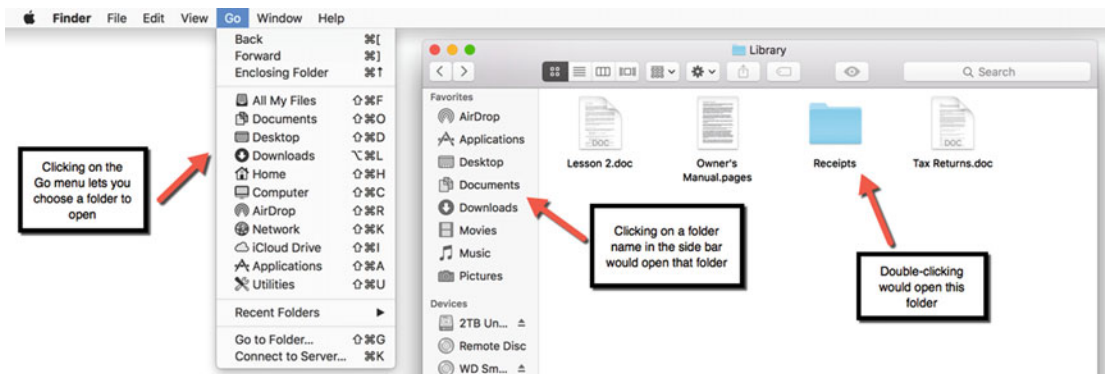 Finder File Edit View Go Window Help
Back ⌘[
Forward ⌘]
Enclosing Folder ⌘↑
All My Files ⇧⌘F
Documents ⇧⌘O
Desktop ⇧⌘D
Downloads ⌥⌘L
Home ⇧⌘H
Computer ⇧⌘C
AirDrop ⇧⌘R
Network ⇧⌘K
iCloud Drive ⇧⌘I
Applications ⇧⌘A
Utilities ⇧⌘U
Recent Folders
Go to Folder... ⇧⌘G
Connect to Server... ⌘K
Clicking on the
Go menu lets you
choose a folder to
open
Library
Search
Favorites
AirDrop
Applications
Desktop
Documents
Downloads
Movies
Music
Pictures
Devices
2TB Un...
Remote Disc
WD Sm...
DOC
Lesson 2.doc
Owner's
Manual.pages
Receipts
DOC
Tax Returns.doc
Clicking on a folder
name in the side bar
would open that folder
Double-clicking
would open this
folder